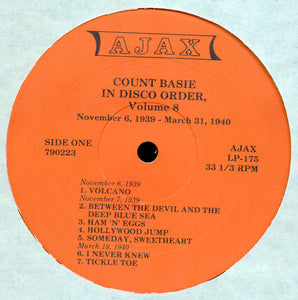 AJAX
COUNT BASIE
IN DISCO ORDER,
Volume 8
November 6, 1939 - March 31, 1940
SIDE ONE
790223
AJAX
LP-175
33 1/3 RPM
November 6, 1939
1. VOLCANO
November 7, 1939
2. BETWEEN THE DEVIL AND THE
DEEP BLUE SEA
3. HAM 'N' EGGS
4. HOLLYWOOD JUMP
5. SOMEDAY, SWEETHEART
March 19, 1940
6. I NEVER KNEW
7. TICKLE TOE